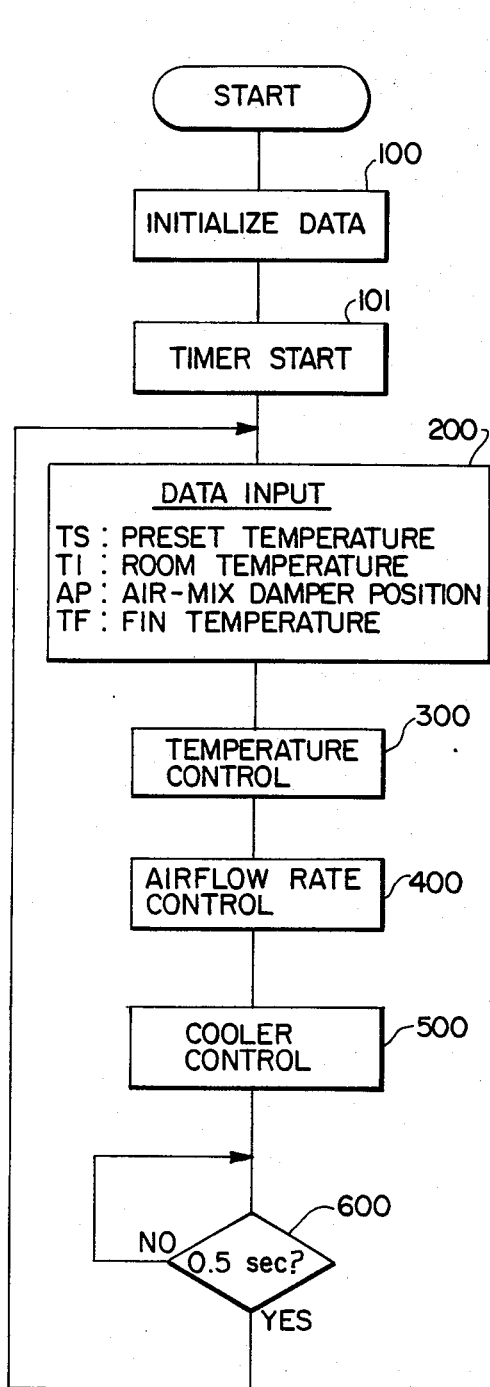 START
100
INITIALIZE DATA
101
TIMER START
200
DATA INPUT
TS : PRESET TEMPERATURE
TI : ROOM TEMPERATURE
AP : AIR-MIX DAMPER POSITION
TF : FIN TEMPERATURE
300
TEMPERATURE
CONTROL
AIRFLOW RATE
CONTROL
400
COOLER
CONTROL
500
600
NO
0.5 sec?
YES